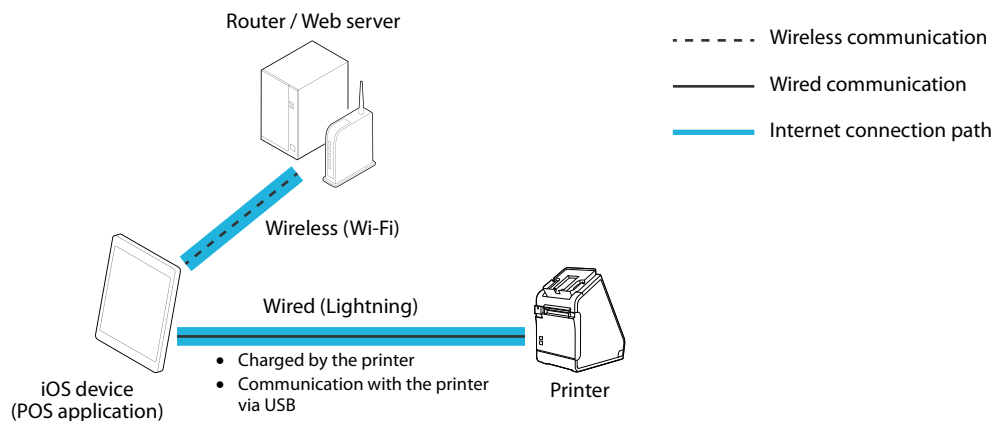 Router / Web server
Wireless communication
Wired communication
Internet connection path
Wireless (Wi-Fi)
Wired (Lightning)
• Charged by the printer
• Communication with the printer
via USB
iOS device
(POS application)
Printer